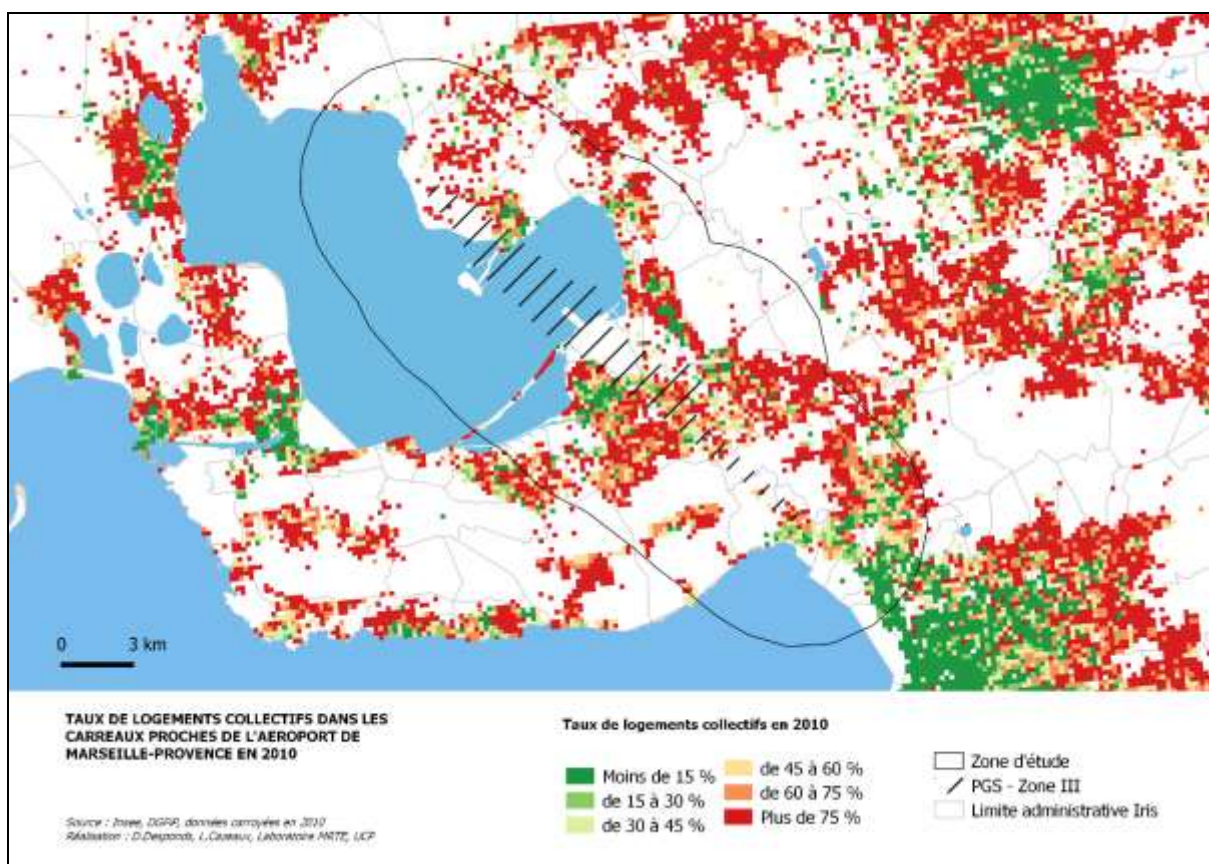 0 3 km
TAUX DE LOGEMENTS COLLECTIFS DANS LES
CARREAUX PROCHES DE L'AEROPORT DE
MARSEILLE-PROVENCE EN 2010
Source : Insee, DGFiP, données carroyées en 2010
Réalisation : D.Desponds, L.Cazeaux, Laboratoire MRTE, UCP
Taux de logements collectifs en 2010
Moins de 15 %
de 15 à 30 %
de 30 à 45 %
de 45 à 60 %
de 60 à 75 %
Plus de 75 %
Zone d'étude
PGS - Zone III
Limite administrative Iris